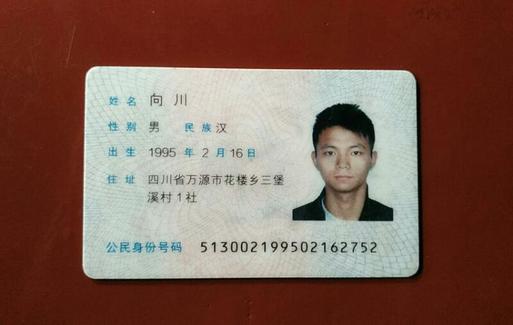 姓名 向川
性别 男 民族 汉
出生 1995 年 2 月 16 日
住址 四川省万源市花楼乡三堡
溪村1社
公民身份号码 513002199502162752